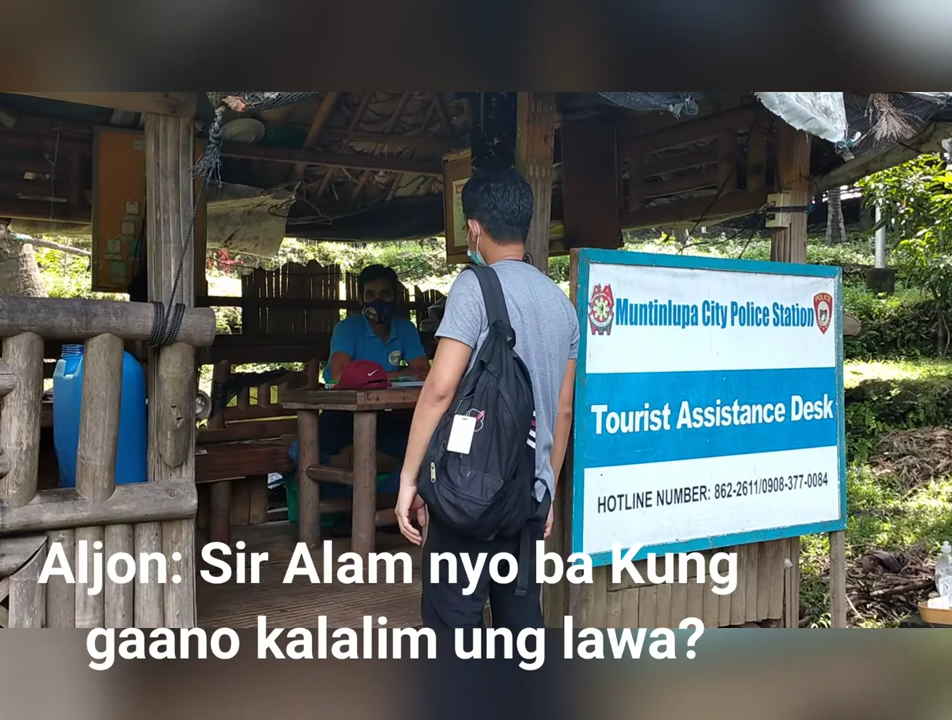 Muntinlupa City Police Station
Tourist Assistance Desk
HOTLINE NUMBER: 862-2611/0908-377-0084
Aljon: Sir Alam nyo ba Kung
gaano kalalim ung lawa?